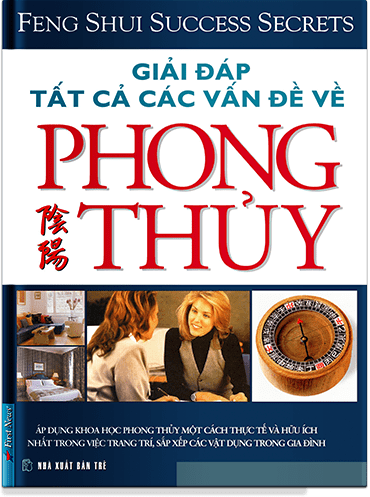 FENG SHUI SUCCESS SECRETS
GIẢI ĐÁP
TẤT CẢ CÁC VẤN ĐỀ VỀ
PHONG
陰陽
THỦY
ÁP DỤNG KHOA HỌC PHONG THỦY MỘT CÁCH THỰC TẾ VÀ HỮU ÍCH
NHẤT TRONG VIỆC TRANG TRÍ, SẮP XẾP CÁC VẬT DỤNG TRONG GIA ĐÌNH
First News
NHÀ XUẤT BẢN TRẺ